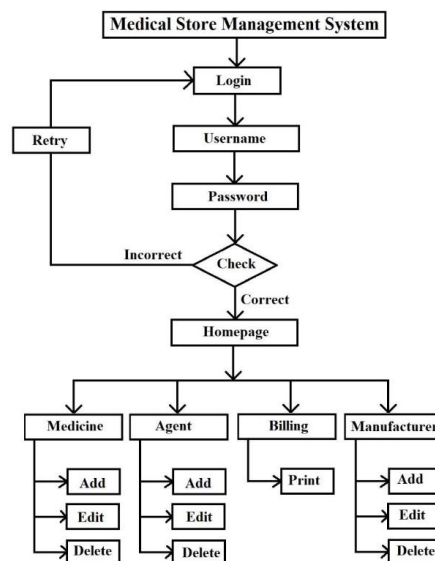 Medical Store Management System
Login
Retry
Username
Password
Incorrect
Check
Correct
Homepage
Medicine
Agent
Billing
Manufacturer
Add
Add
Print
Add
Edit
Edit
Edit
Delete
Delete
Delete